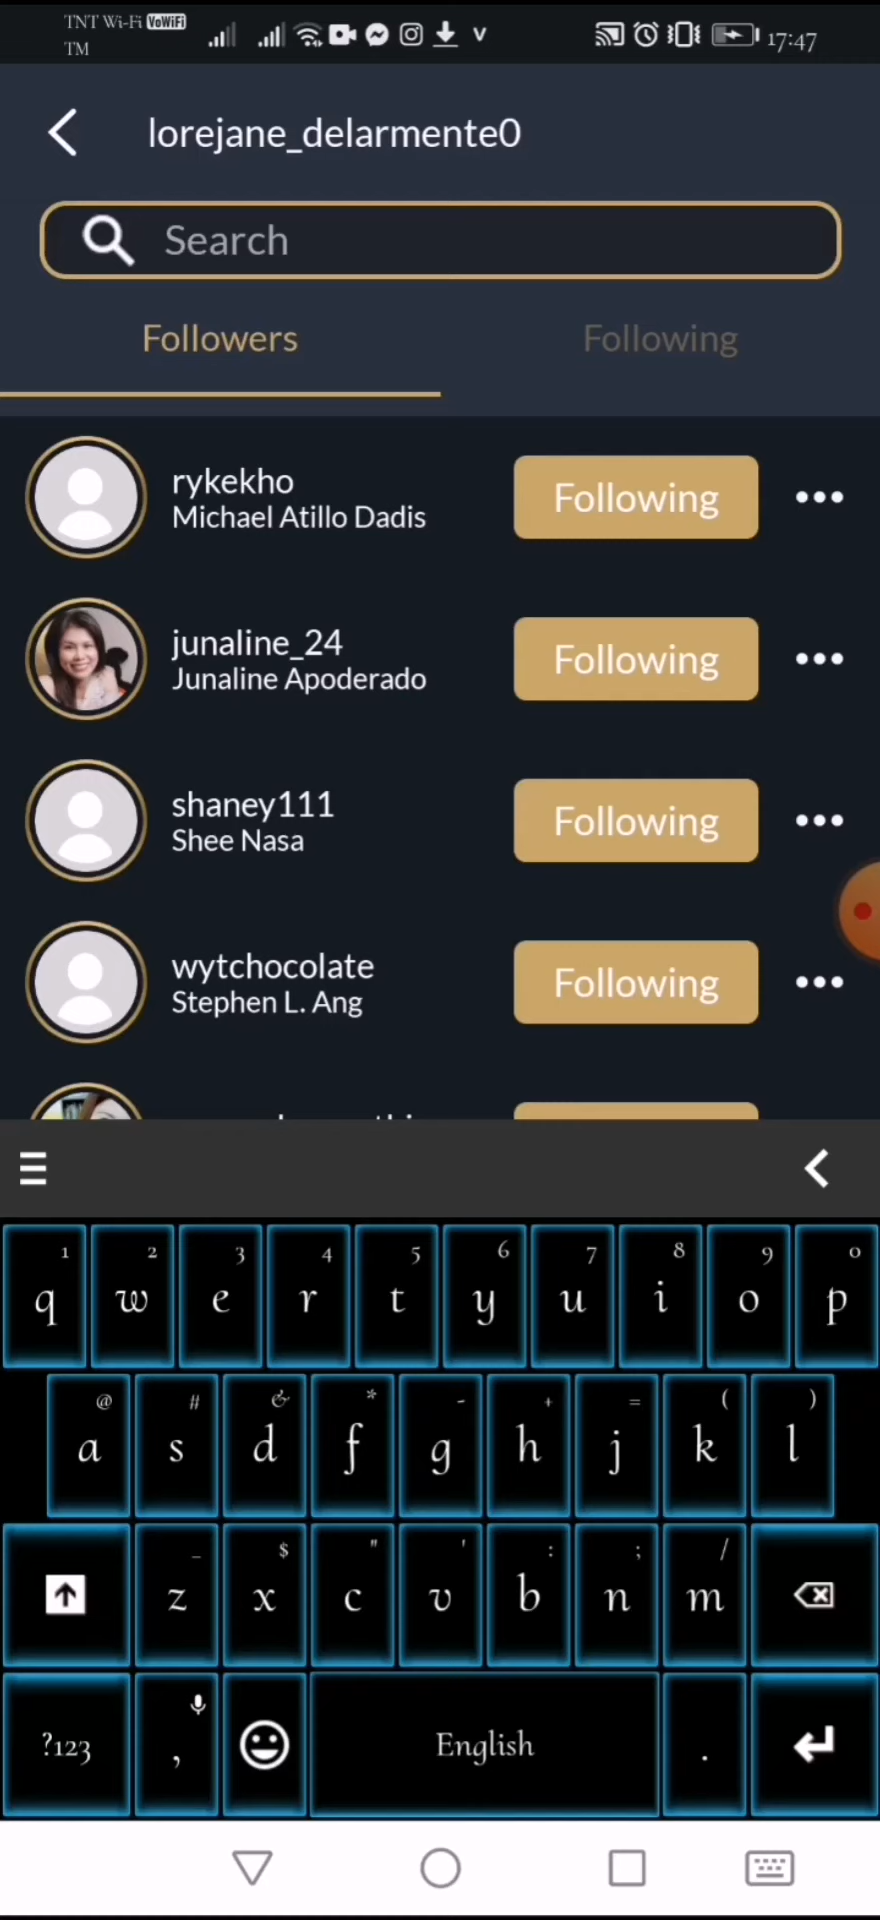 TNT Wi-Fi VoWiFi
TM
V
17:47
lorejane_delarmente0
Search
Followers Following
rykekho
Michael Atillo Dadis
Following
junaline_24
Junaline Apoderado
Following
shaney111
Shee Nasa
Following
wytchocolate
Stephen L. Ang
Following
1 2 3 4 5 6 7 8 9 0
q w e r t y u i o p
@ # & * - + = ( )
a s d f g h j k l
_ $ " ' : ; /
z x c v b n m
?123 , English .